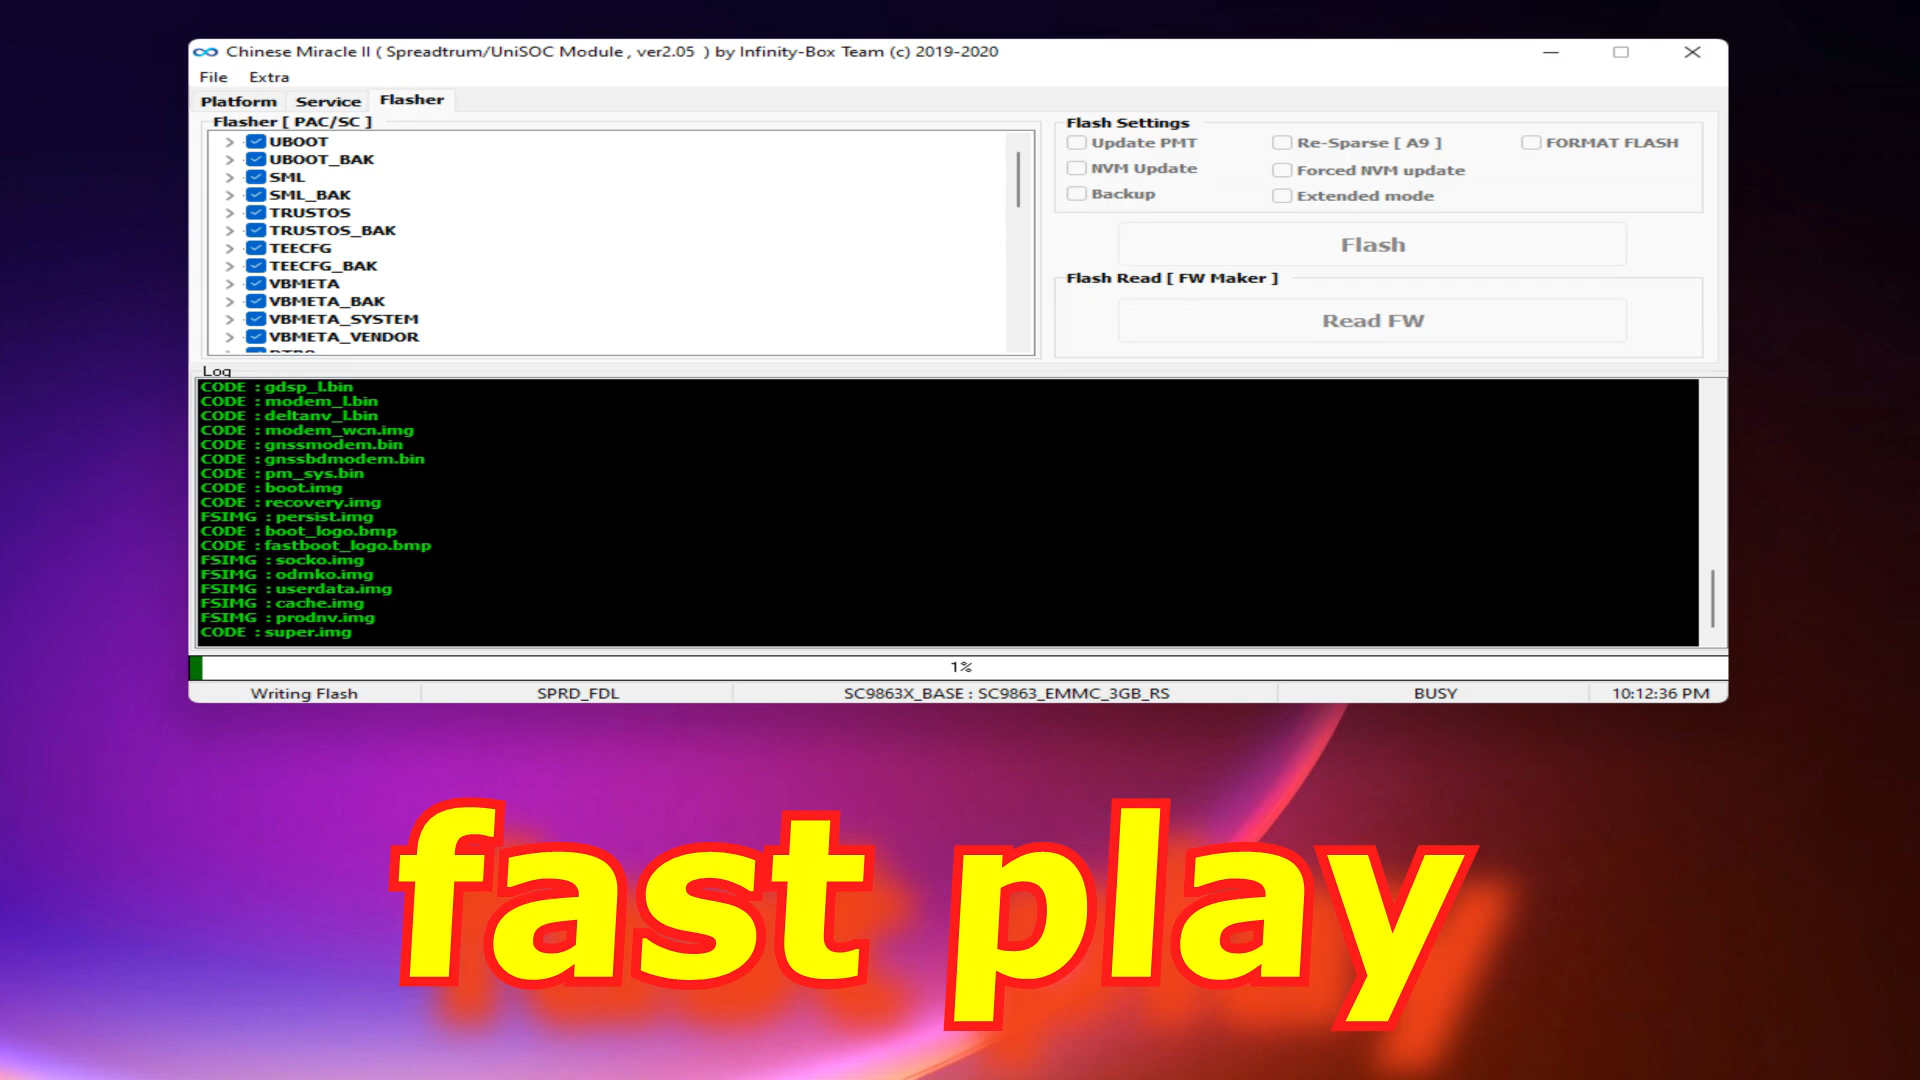 Chinese Miracle II ( Spreadtrum/UniSOC Module , ver2.05 ) by Infinity-Box Team (c) 2019-2020
File Extra
Platform Service Flasher
Flasher [ PAC/SC ]
UBOOT
UBOOT_BAK
SML
SML_BAK
TRUSTOS
TRUSTOS_BAK
TEECFG
TEECFG_BAK
VBMETA
VBMETA_BAK
VBMETA_SYSTEM
VBMETA_VENDOR
Flash Settings
Update PMT
Re-Sparse [ A9 ]
FORMAT FLASH
NVM Update
Forced NVM update
Backup
Extended mode
Flash
Flash Read [ FW Maker ]
Read FW
Log
CODE : gdsp_l.bin
CODE : modem_l.bin
CODE : deltanv_l.bin
CODE : modem_wcn.img
CODE : gnssmodem.bin
CODE : gnssbdmodem.bin
CODE : pm_sys.bin
CODE : boot.img
CODE : recovery.img
FSIMG : persist.img
CODE : boot_logo.bmp
CODE : fastboot_logo.bmp
FSIMG : socko.img
FSIMG : odmko.img
FSIMG : userdata.img
FSIMG : cache.img
FSIMG : prodnv.img
CODE : super.img
1%
Writing Flash
SPRD_FDL
SC9863X_BASE : SC9863_EMMC_3GB_RS
BUSY
10:12:36 PM
fast play